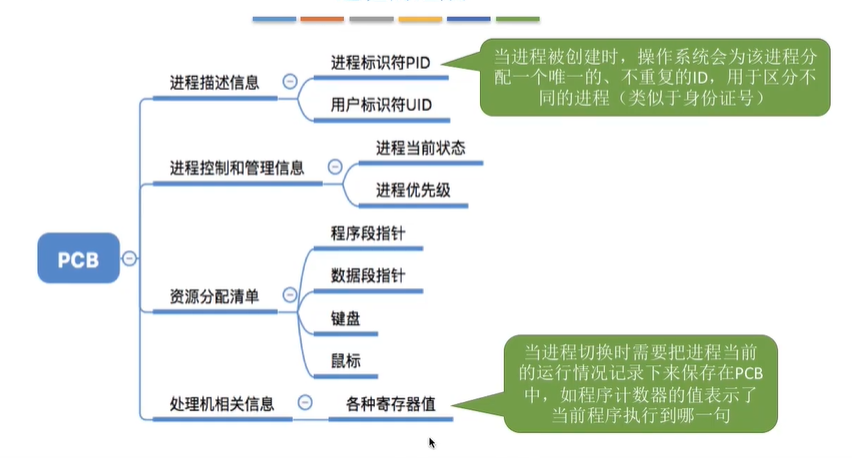 进程描述信息
进程标识符PID
当进程被创建时，操作系统会为该进程分
配一个唯一的、不重复的ID，用于区分不
同的进程（类似于身份证号）
用户标识符UID
进程控制和管理信息
进程当前状态
进程优先级
PCB
资源分配清单
程序段指针
数据段指针
键盘
鼠标
处理机相关信息
各种寄存器值
当进程切换时需要把进程当前
的运行情况记录下来保存在PCB
中，如程序计数器的值表示了
当前程序执行到哪一句